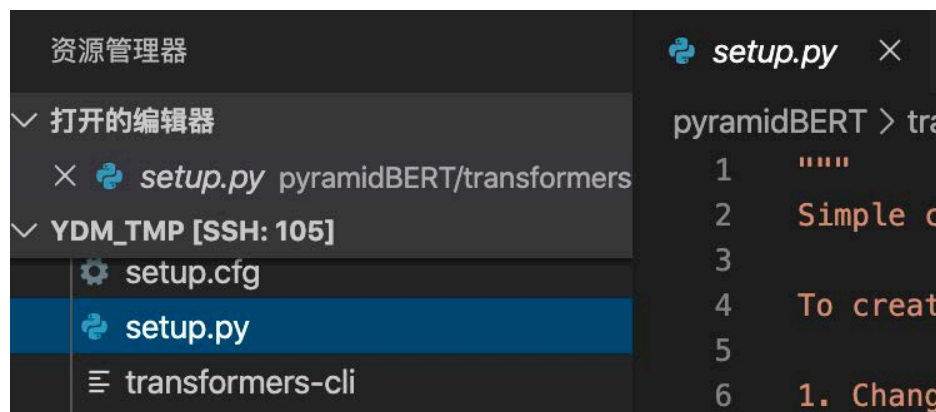 资源管理器
打开的编辑器
setup.py pyramidBERT/transformers
YDM_TMP [SSH: 105]
setup.cfg
setup.py
transformers-cli
setup.py
pyramidBERT >
1 """
2 Simple
3
4 To
5
6 1.